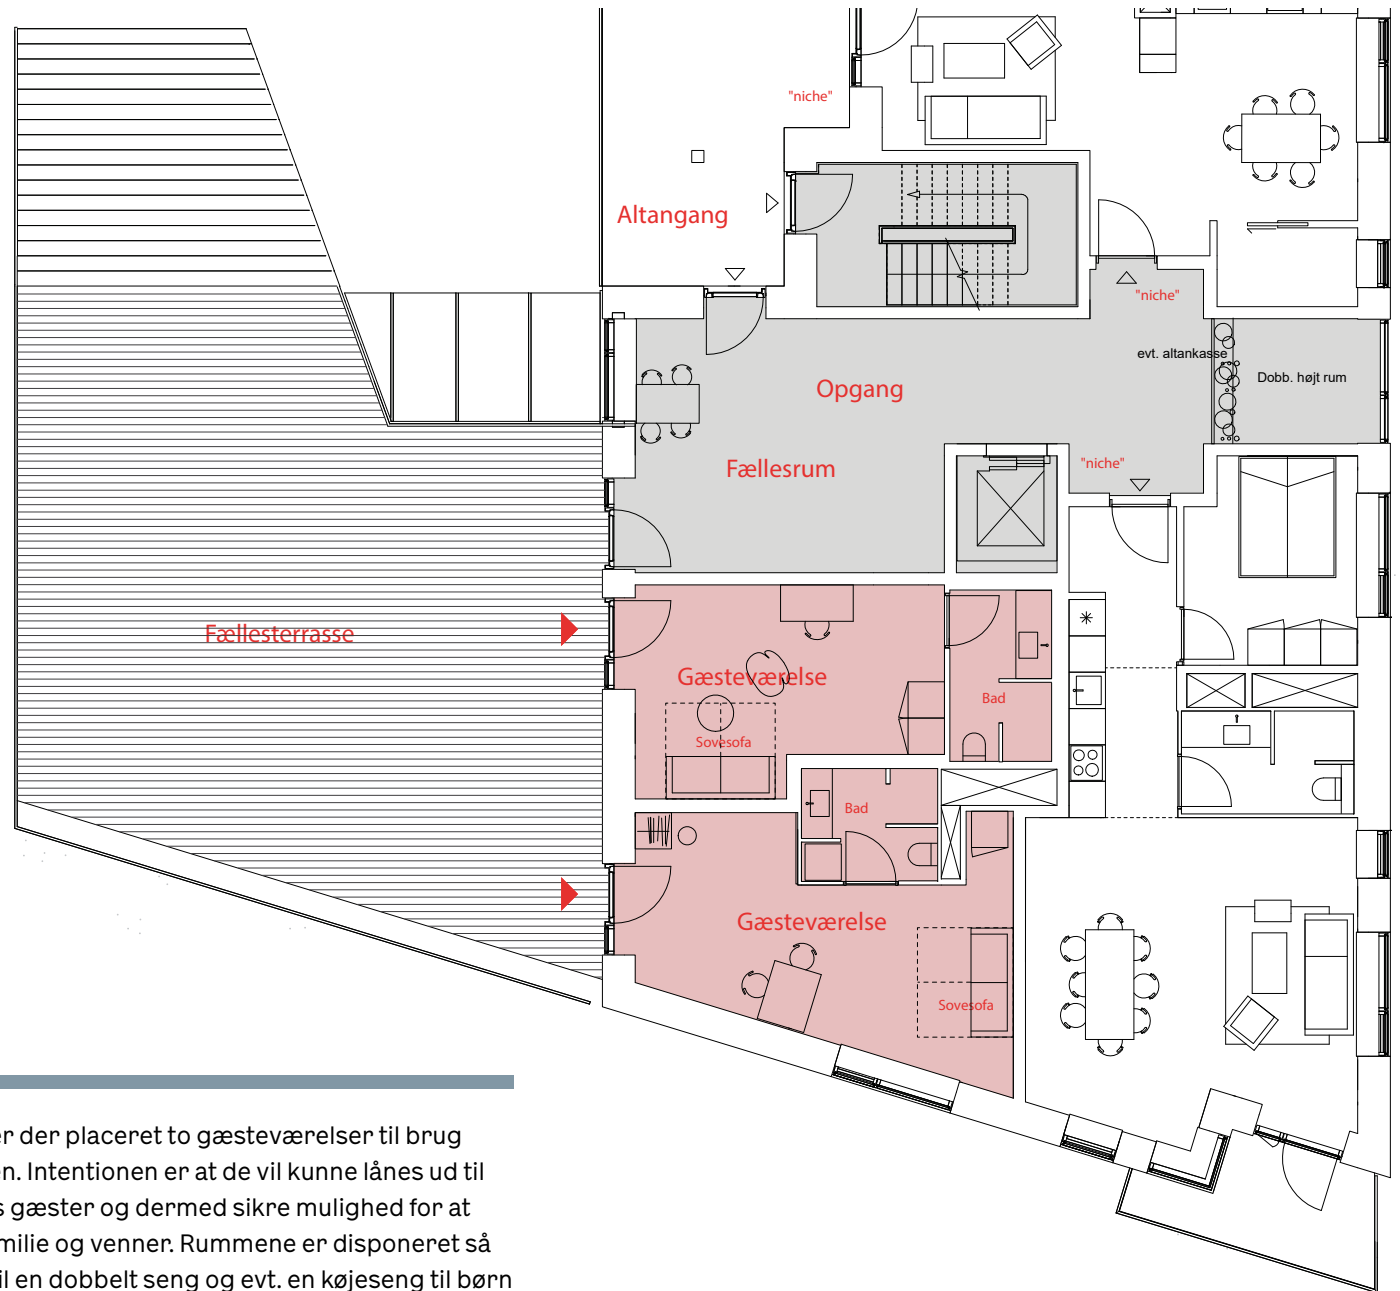 "niche"
Altangang
"niche"
evt. altankasse
Dobb. højt rum
Opgang
Fællesrum
"niche"
Fællesterrasse
Gæsteværelse
Bad
Sovesofa
Bad
Gæsteværelse
Sovesofa
er der placeret to gæsteværelser til brug
en. Intentionen er at de vil kunne lånes ud til
s gæster og dermed sikre mulighed for at
milie og venner. Rummene er disponeret så
il en dobbelt seng og evt. en køjeseng til børn